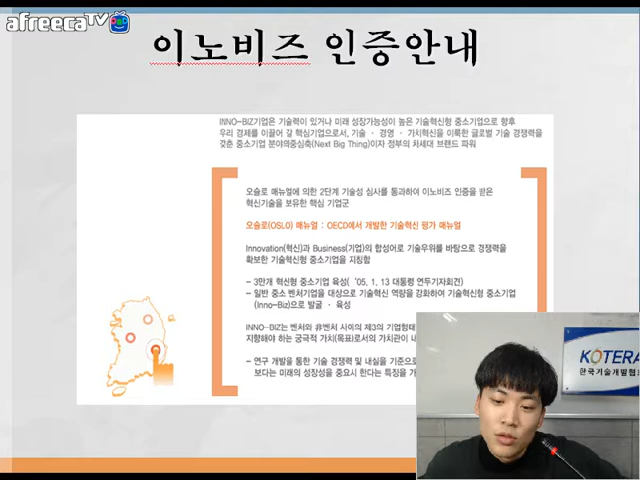 afreecaTV
이노비즈 인증안내
INNO-BIZ기업은 기술력이 있거나 미래 성장가능성이 높은 기술혁신형 중소기업으로 향후
우리 경제를 이끌어 갈 핵심기업으로서, 기술 · 경영 · 가치혁신을 이룩한 글로벌 기술 경쟁력을
갖춘 중소기업 분야의중심축(Next Big Thing)이자 정부의 차세대 브랜드 파워
오슬로 매뉴얼에 의한 2단계 기술성 심사를 통과하여 이노비즈 인증을 받은
혁신기술을 보유한 핵심 기업군
오슬로(OSLO) 매뉴얼 : OECD에서 개발한 기술혁신 평가 매뉴얼
Innovation(혁신)과 Business(기업)의 합성어로 기술우위를 바탕으로 경쟁력을
확보한 기술혁신형 중소기업을 지칭함
- 3만개 혁신형 중소기업 육성( '05, 1, 13 대통령 연두기자회견)
- 일반 중소 벤처기업을 대상으로 기술혁신 역량을 강화하여 기술혁신형 중소기업
(Inno-Biz)으로 발굴 · 육성
INNO-BIZ는 벤처와 非벤처 사이의 제3의 기업형태
지향해야 하는 궁극적 가치(목표)로서의 가치관이 내
- 연구 개발을 통한 기술 경쟁력 및 내실을 기준으로
보다는 미래의 성장성을 중요시 한다는 특징을 가
KOTERA
한국기술개발협